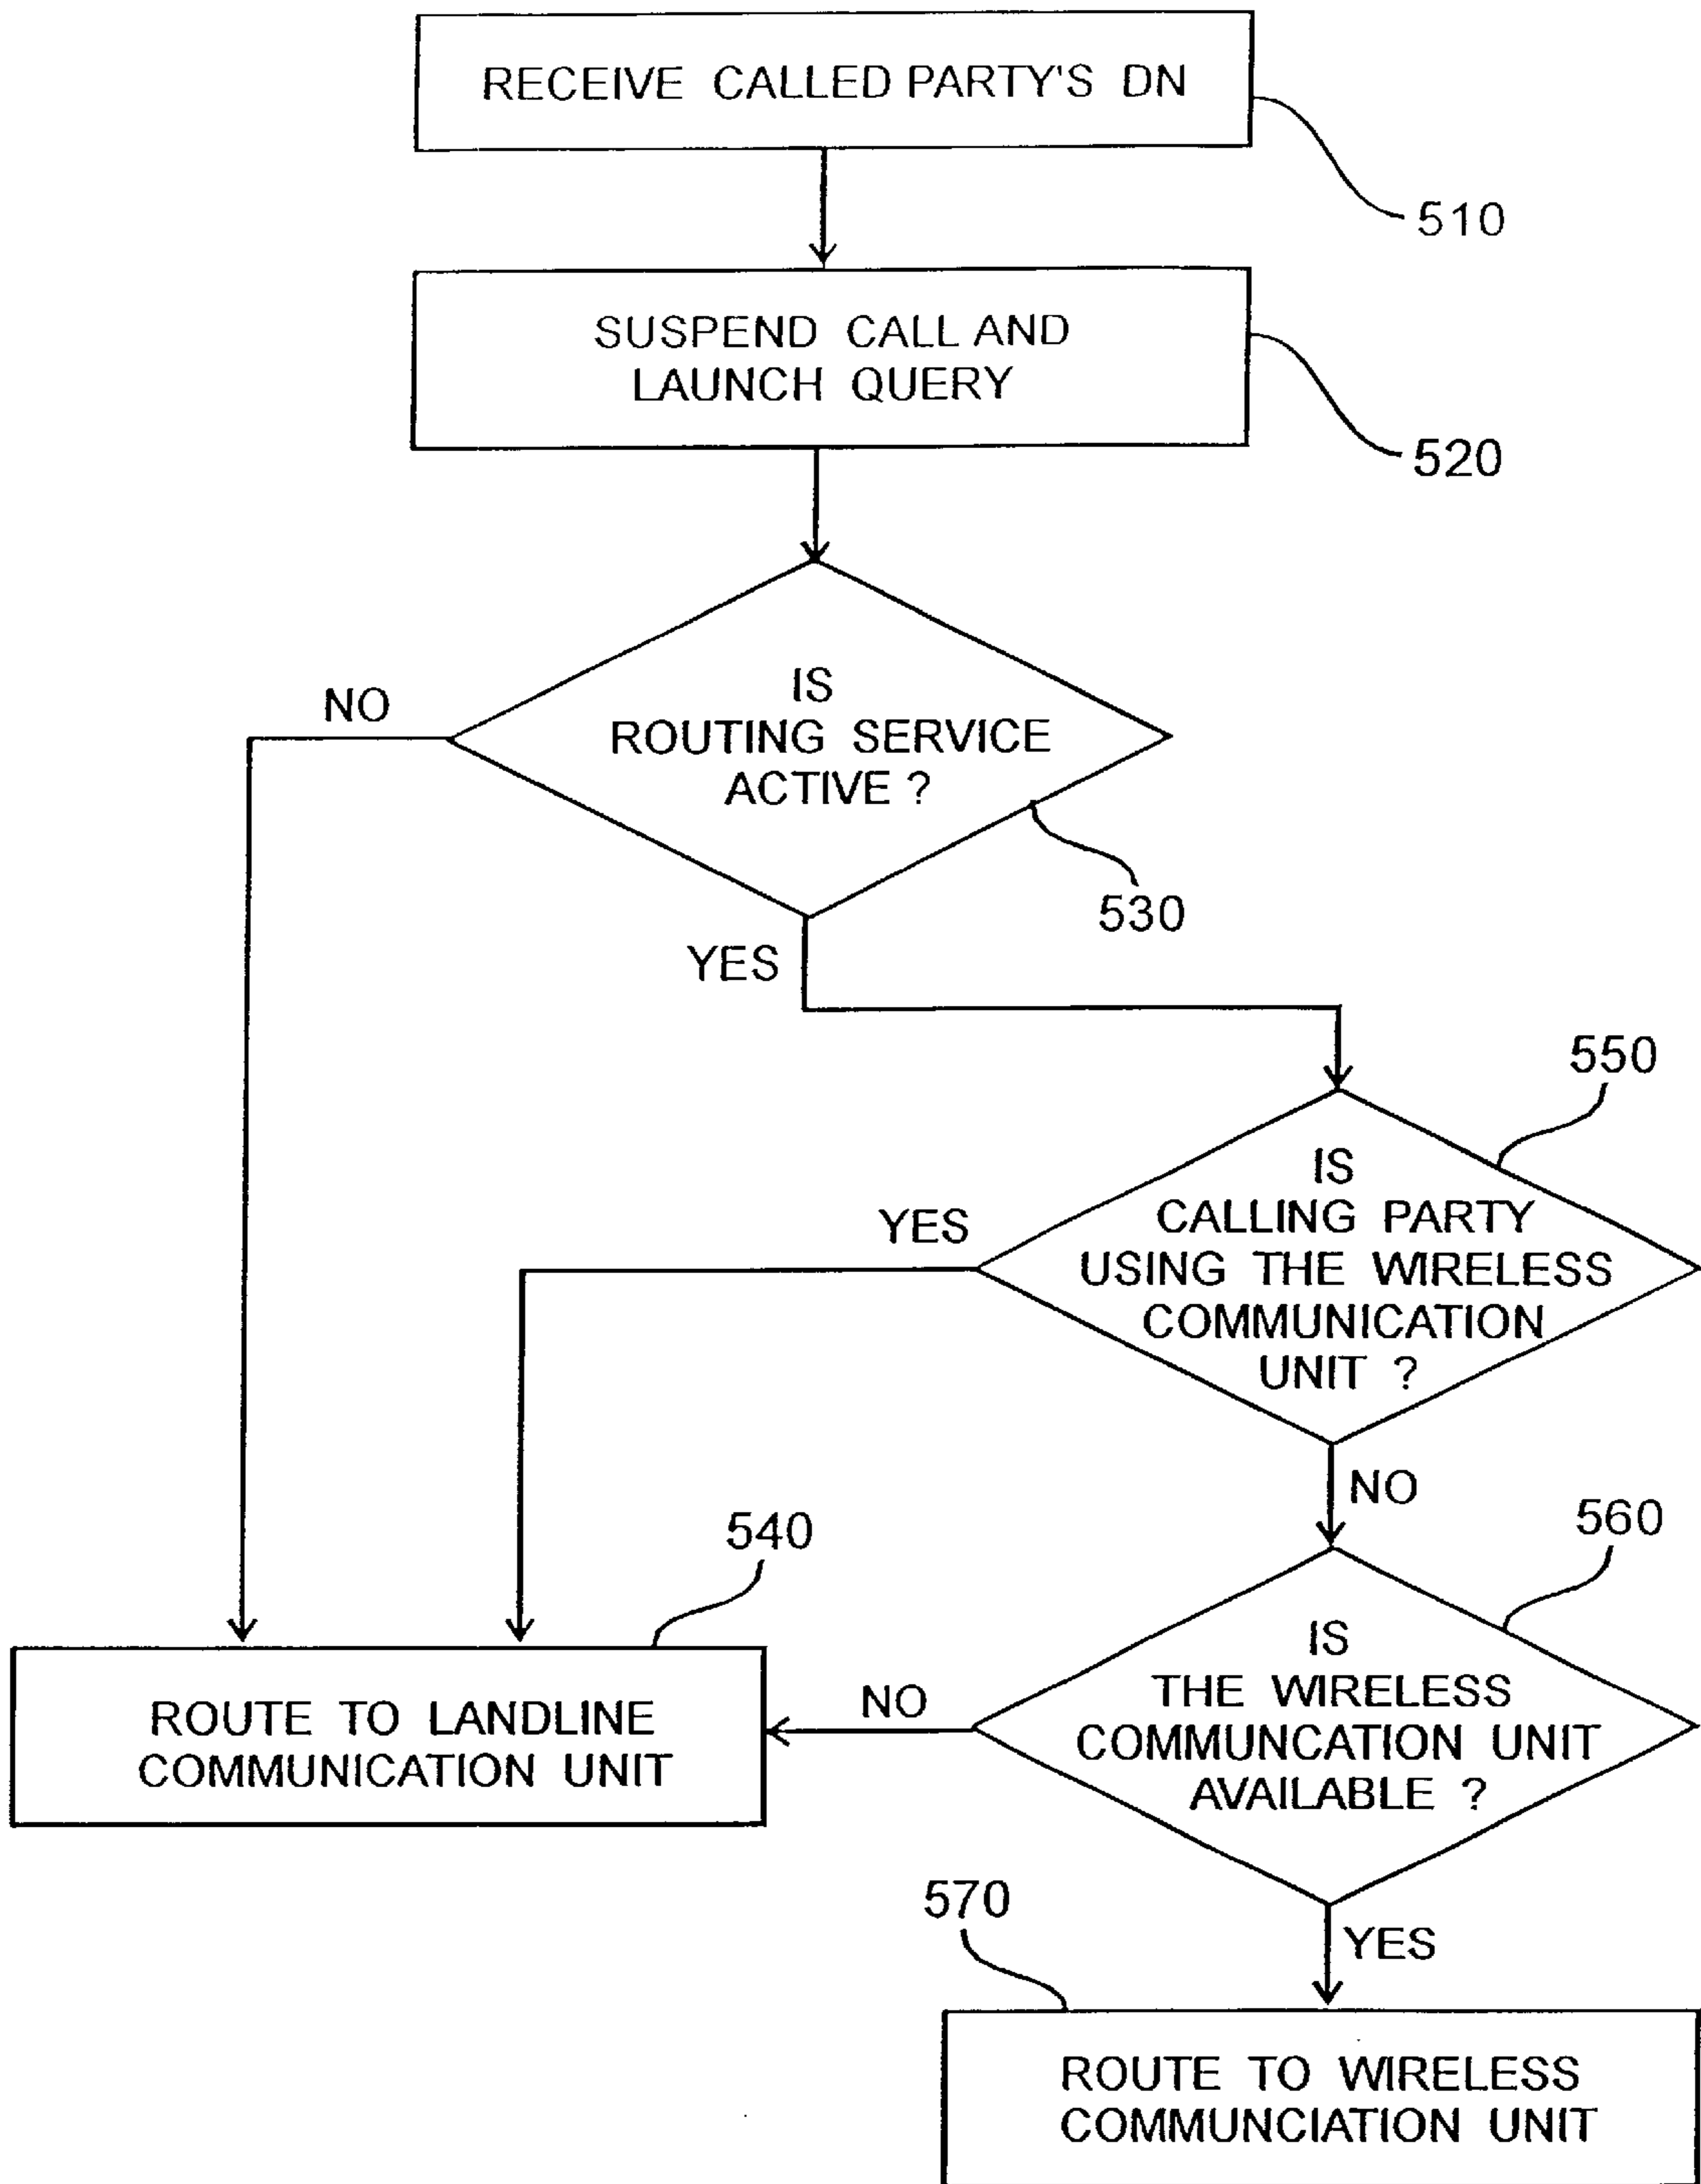 RECEIVE CALLED PARTY'S DN
510
SUSPEND CALL AND
LAUNCH QUERY
520
IS
ROUTING SERVICE
ACTIVE ?
NO
530
YES
550
IS
CALLING PARTY
USING THE WIRELESS
COMMUNICATION
UNIT ?
YES
NO
540
560
ROUTE TO LANDLINE
COMMUNICATION UNIT
NO
IS
THE WIRELESS
COMMUNCATION UNIT
AVAILABLE ?
570
YES
ROUTE TO WIRELESS
COMMUNCIATION UNIT